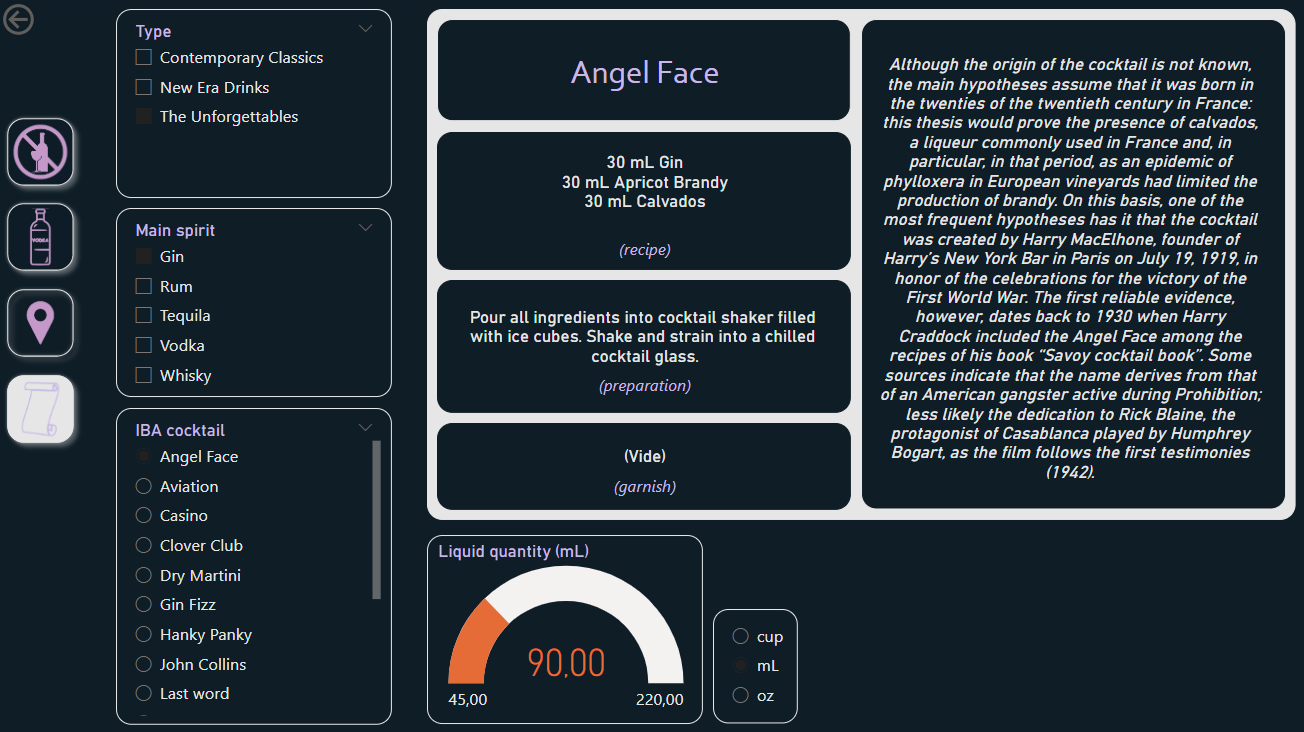 Type
Contemporary Classics
New Era Drinks
The Unforgettables
VODKA
Main spirit
Gin
Rum
Tequila
Vodka
Whisky
IBA cocktail
Angel Face
Aviation
Casino
Clover Club
Dry Martini
Gin Fizz
Hanky Panky
John Collins
Last word
Angel Face
30 mL Gin
30 mL Apricot Brandy
30 mL Calvados
(recipe)
Pour all ingredients into cocktail shaker filled
with ice cubes. Shake and strain into a chilled
cocktail glass.
(preparation)
(Vide)
(garnish)
Although the origin of the cocktail is not known,
the main hypotheses assume that it was born in
the twenties of the twentieth century in France:
this thesis would prove the presence of calvados,
a liqueur commonly used in France and, in
particular, in that period, as an epidemic of
phylloxera in European vineyards had limited the
production of brandy. On this basis, one of the
most frequent hypotheses has it that the cocktail
was created by Harry MacElhone, founder of
Harry's New York Bar in Paris on July 19, 1919, in
honor of the celebrations for the victory of the
First World War. The first reliable evidence,
however, dates back to 1930 when Harry
Craddock included the Angel Face among the
recipes of his book “Savoy cocktail book”. Some
sources indicate that the name derives from that
of an American gangster active during Prohibition;
less likely the dedication to Rick Blaine, the
protagonist of Casablanca played by Humphrey
Bogart, as the film follows the first testimonies
(1942).
Liquid quantity (mL)
90,00
45,00
220,00
cup
mL
oz